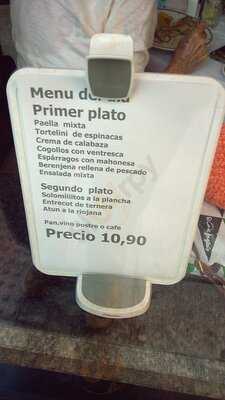 Menu del dia
Primer plato
Paella mixta
Tortelini de espinacas
Crema de calabaza
Cogollos con ventresca
Espárragos con mahonesa
Berenjena rellena de pescado
Ensalada mixta
Segundo plato
Solomillitos a la plancha
Entrecot de ternera
Atun a la riojana
Pan,vino postre o cafe
Precio 10,90